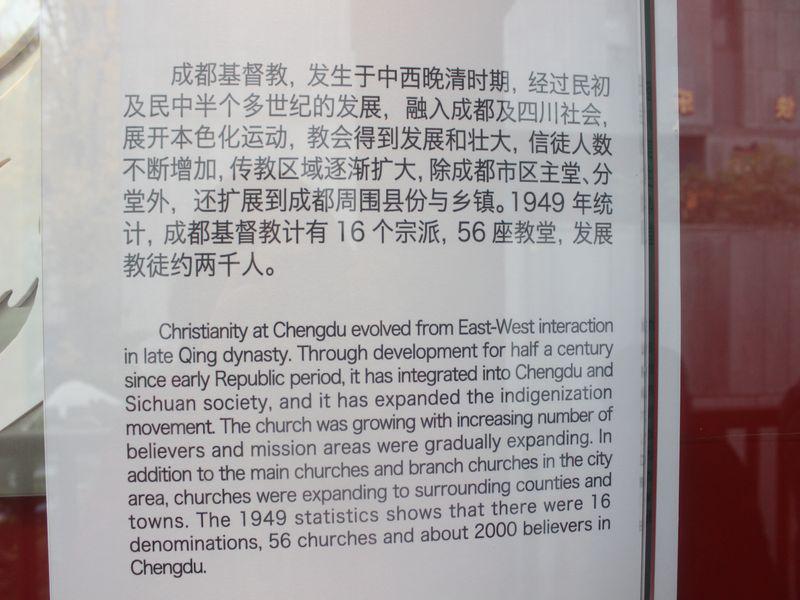 成都基督教，发生于中西晚清时期，经过民初
及民中半个多世纪的发展，融入成都及四川社会，
展开本色化运动，教会得到发展和壮大，信徒人数
不断增加，传教区域逐渐扩大，除成都市区主堂、分
堂外，还扩展到成都周围县份与乡镇。1949 年统
计，成都基督教计有 16 个宗派，56 座教堂，发展
教徒约两千人。
Christianity at Chengdu evolved from East-West interaction
in late Qing dynasty. Through development for half a century
since early Republic period, it has integrated into Chengdu and
Sichuan society, and it has expanded the indigenization
movement. The church was growing with increasing number of
believers and mission areas were gradually expanding. In
addition to the main churches and branch churches in the city
area, churches were expanding to surrounding counties and
towns. The 1949 statistics shows that there were 16
denominations, 56 churches and about 2000 believers in
Chengdu.